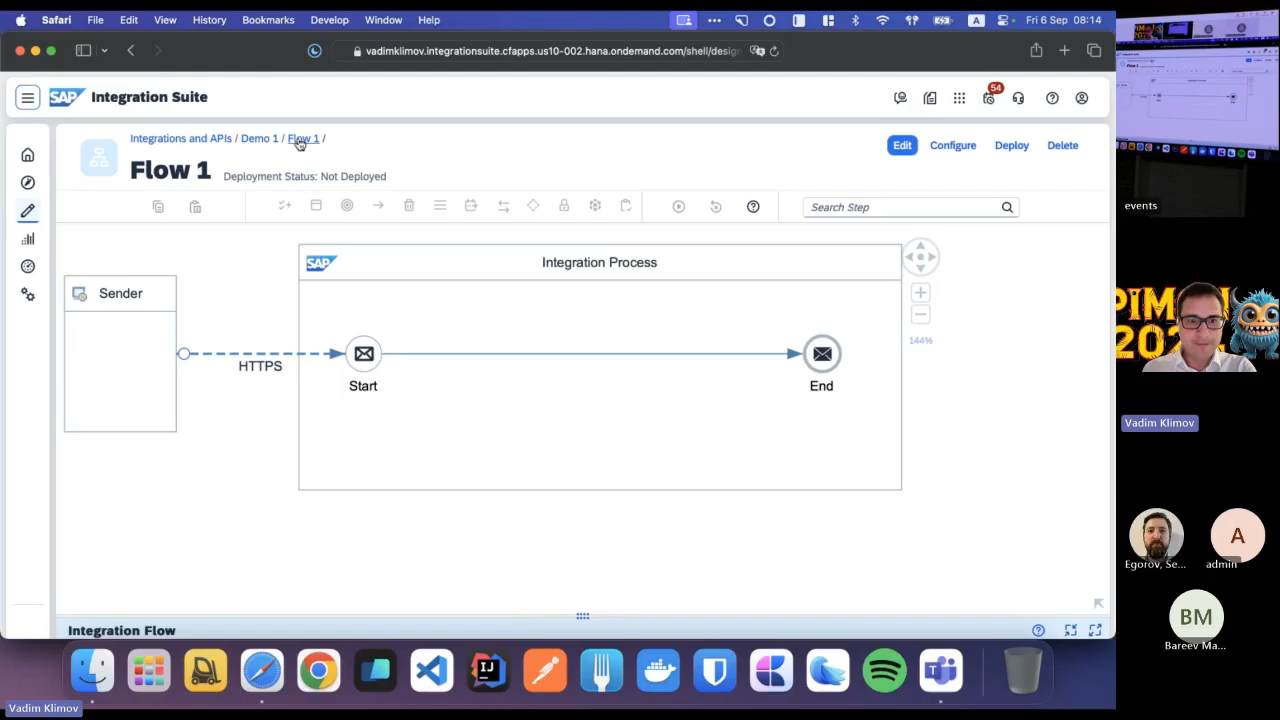 Safari File Edit View History Bookmarks Develop Window Help A Fri 6 Sep 08:14
vadimklimov.integrationsuite.cfapps.us10-002.hana.ondemand.com/shell/desig
SAP Integration Suite 54
Integrations and APIs / Demo 1 / Flow 1 /
Flow 1 Deployment Status: Not Deployed
Edit Configure Deploy Delete
Search Step
SAP Integration Process
Sender
HTTPS
Start
End
144%
Integration Flow
Vadim Klimov
events
Vadim Klimov
A
Egorov, Se... admin
BM
Bareev Ma...